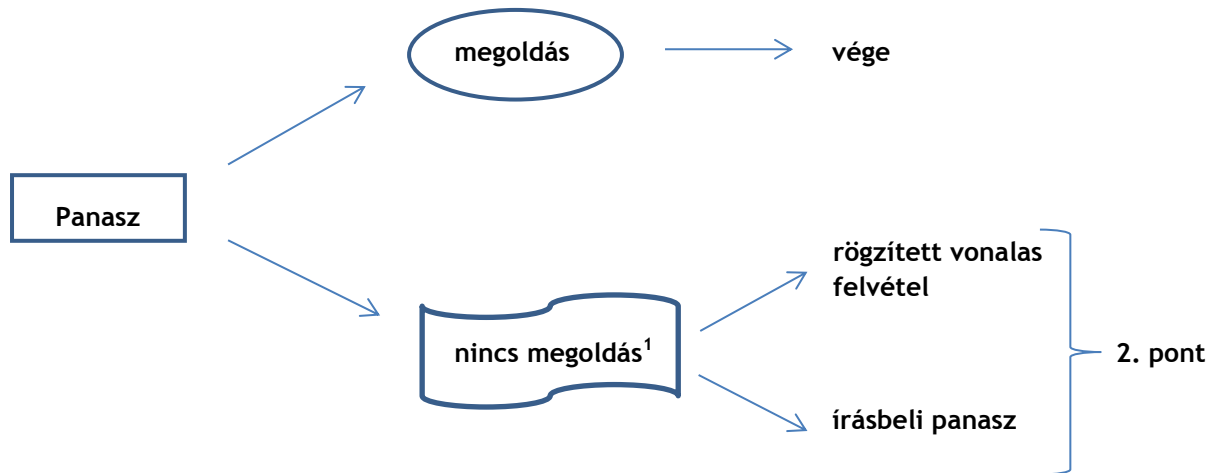 megoldás
vége
Panasz
rögzített vonalas
felvétel
nincs megoldás¹
2. pont
írásbeli panasz